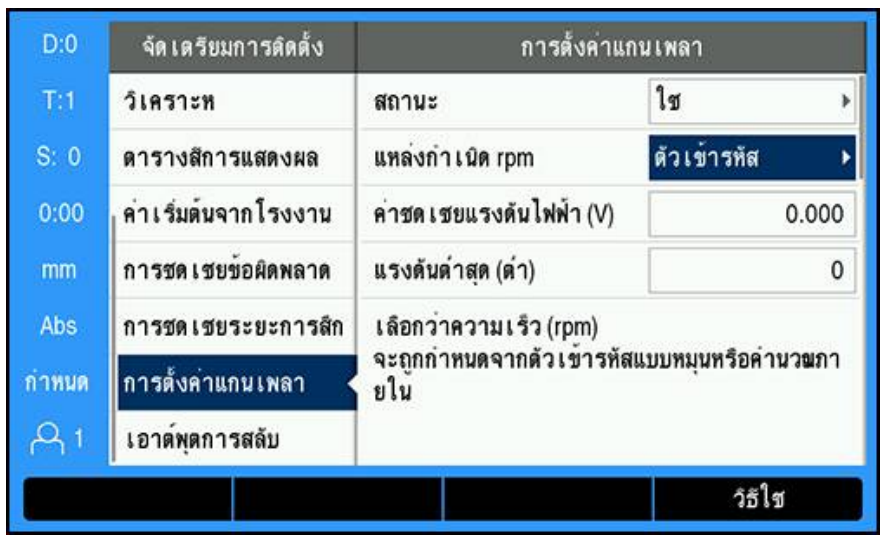 D:0
จัดเตรียมการติดตั้ง
การตั้งค่าแกนเพลา
T:1
วิเคราะห
สถานะ
ใช
S: 0
ตารางสีการแสดงผล
แหล่งกำเนิด rpm
ตัวเข้ารหัส
0:00
ค่าเริ่มต้นจากโรงงาน
ค่าชดเชยแรงดันไฟฟ้า (V)
0.000
mm
การชดเชยข้อผิดพลาด
แรงดันต่ำสุด (ต่ำ)
0
Abs
การชดเชยระยะการสึก
เลือกว่าความเร็ว (rpm)
จะถูกกำหนดจากตัวเข้ารหัสแบบหมุนหรือคำนวณภา
ยใน
กำหนด
การตั้งค่าแกนเพลา
1
เอาต์พุตการสลับ
วิธีใช